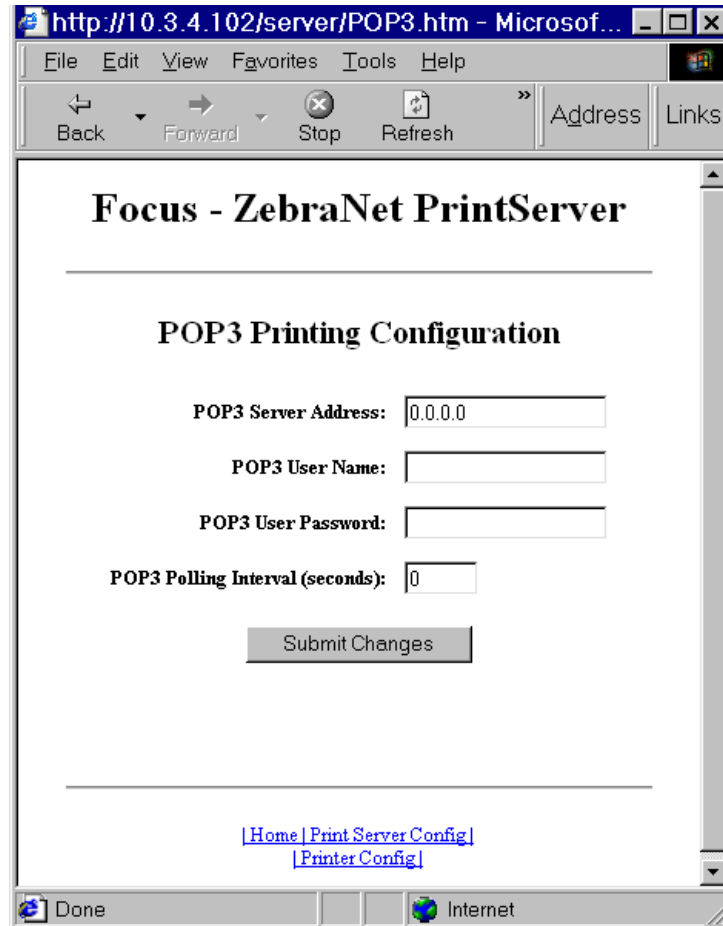 http://10.3.4.102/server/POP3.htm - Microsof...
File Edit View Favorites Tools Help
Back Forward Stop Refresh » Address Links
Focus - ZebraNet PrintServer
POP3 Printing Configuration
POP3 Server Address: 0.0.0.0
POP3 User Name:
POP3 User Password:
POP3 Polling Interval (seconds): 0
Submit Changes
| Home | Print Server Config |
| Printer Config |
Done Internet